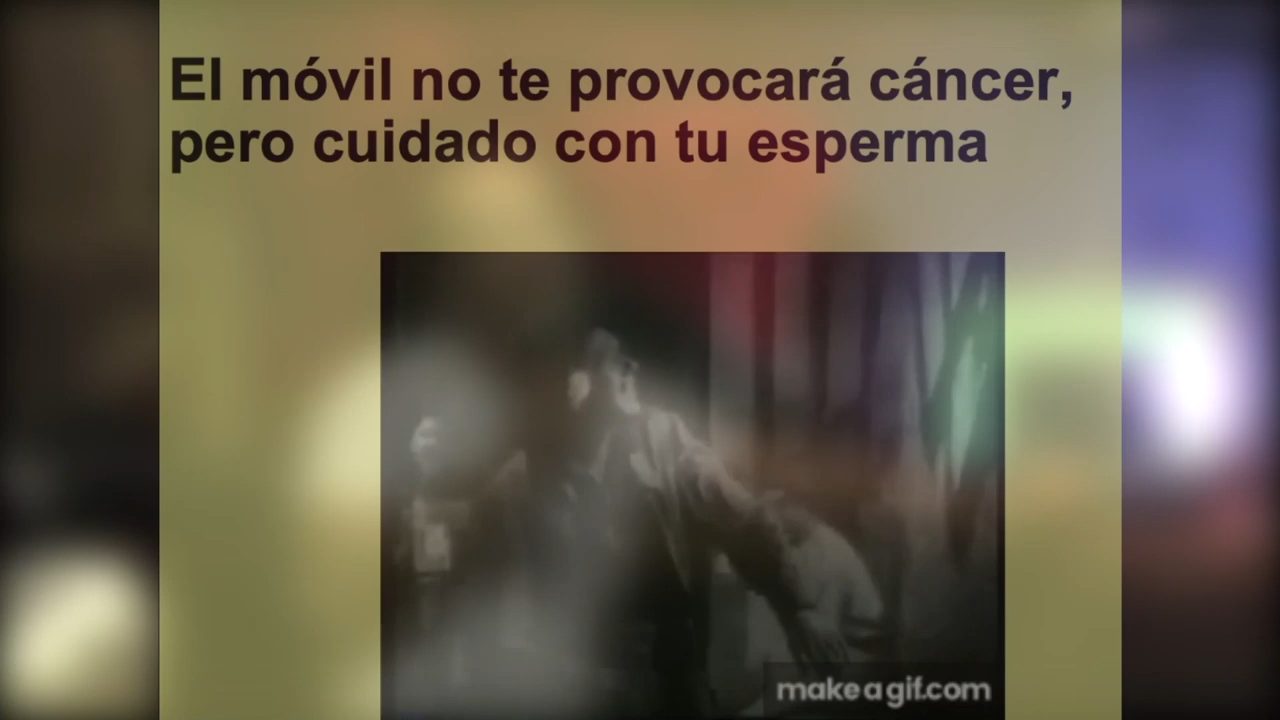 El móvil no te provocará cáncer,
pero cuidado con tu esperma
makeagif.com